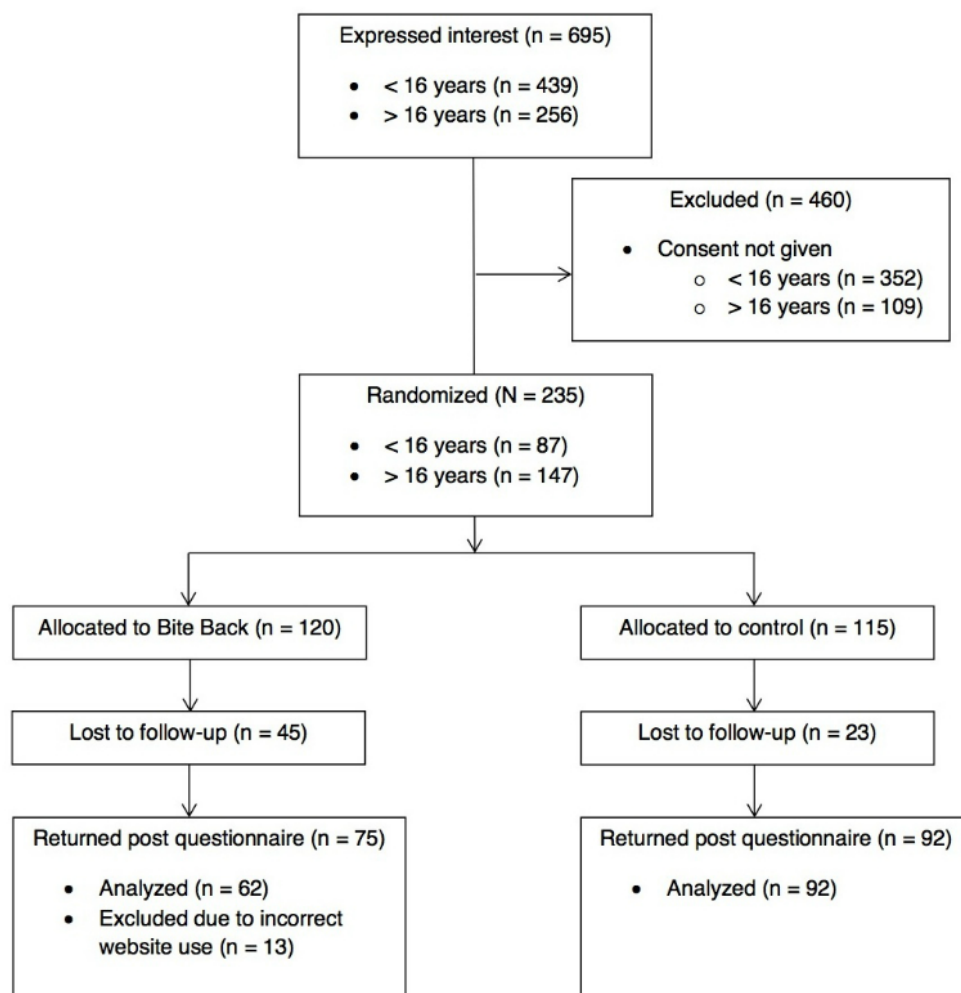 Expressed interest (n = 695)
• < 16 years (n = 439)
• > 16 years (n = 256)
Excluded (n = 460)
• Consent not given
o < 16 years (n = 352)
o > 16 years (n = 109)
Randomized (N = 235)
• < 16 years (n = 87)
• > 16 years (n = 147)
Allocated to Bite Back (n = 120)
Allocated to control (n = 115)
Lost to follow-up (n = 45)
Lost to follow-up (n = 23)
Returned post questionnaire (n = 75)
• Analyzed (n = 62)
• Excluded due to incorrect
website use (n = 13)
Returned post questionnaire (n = 92)
• Analyzed (n = 92)